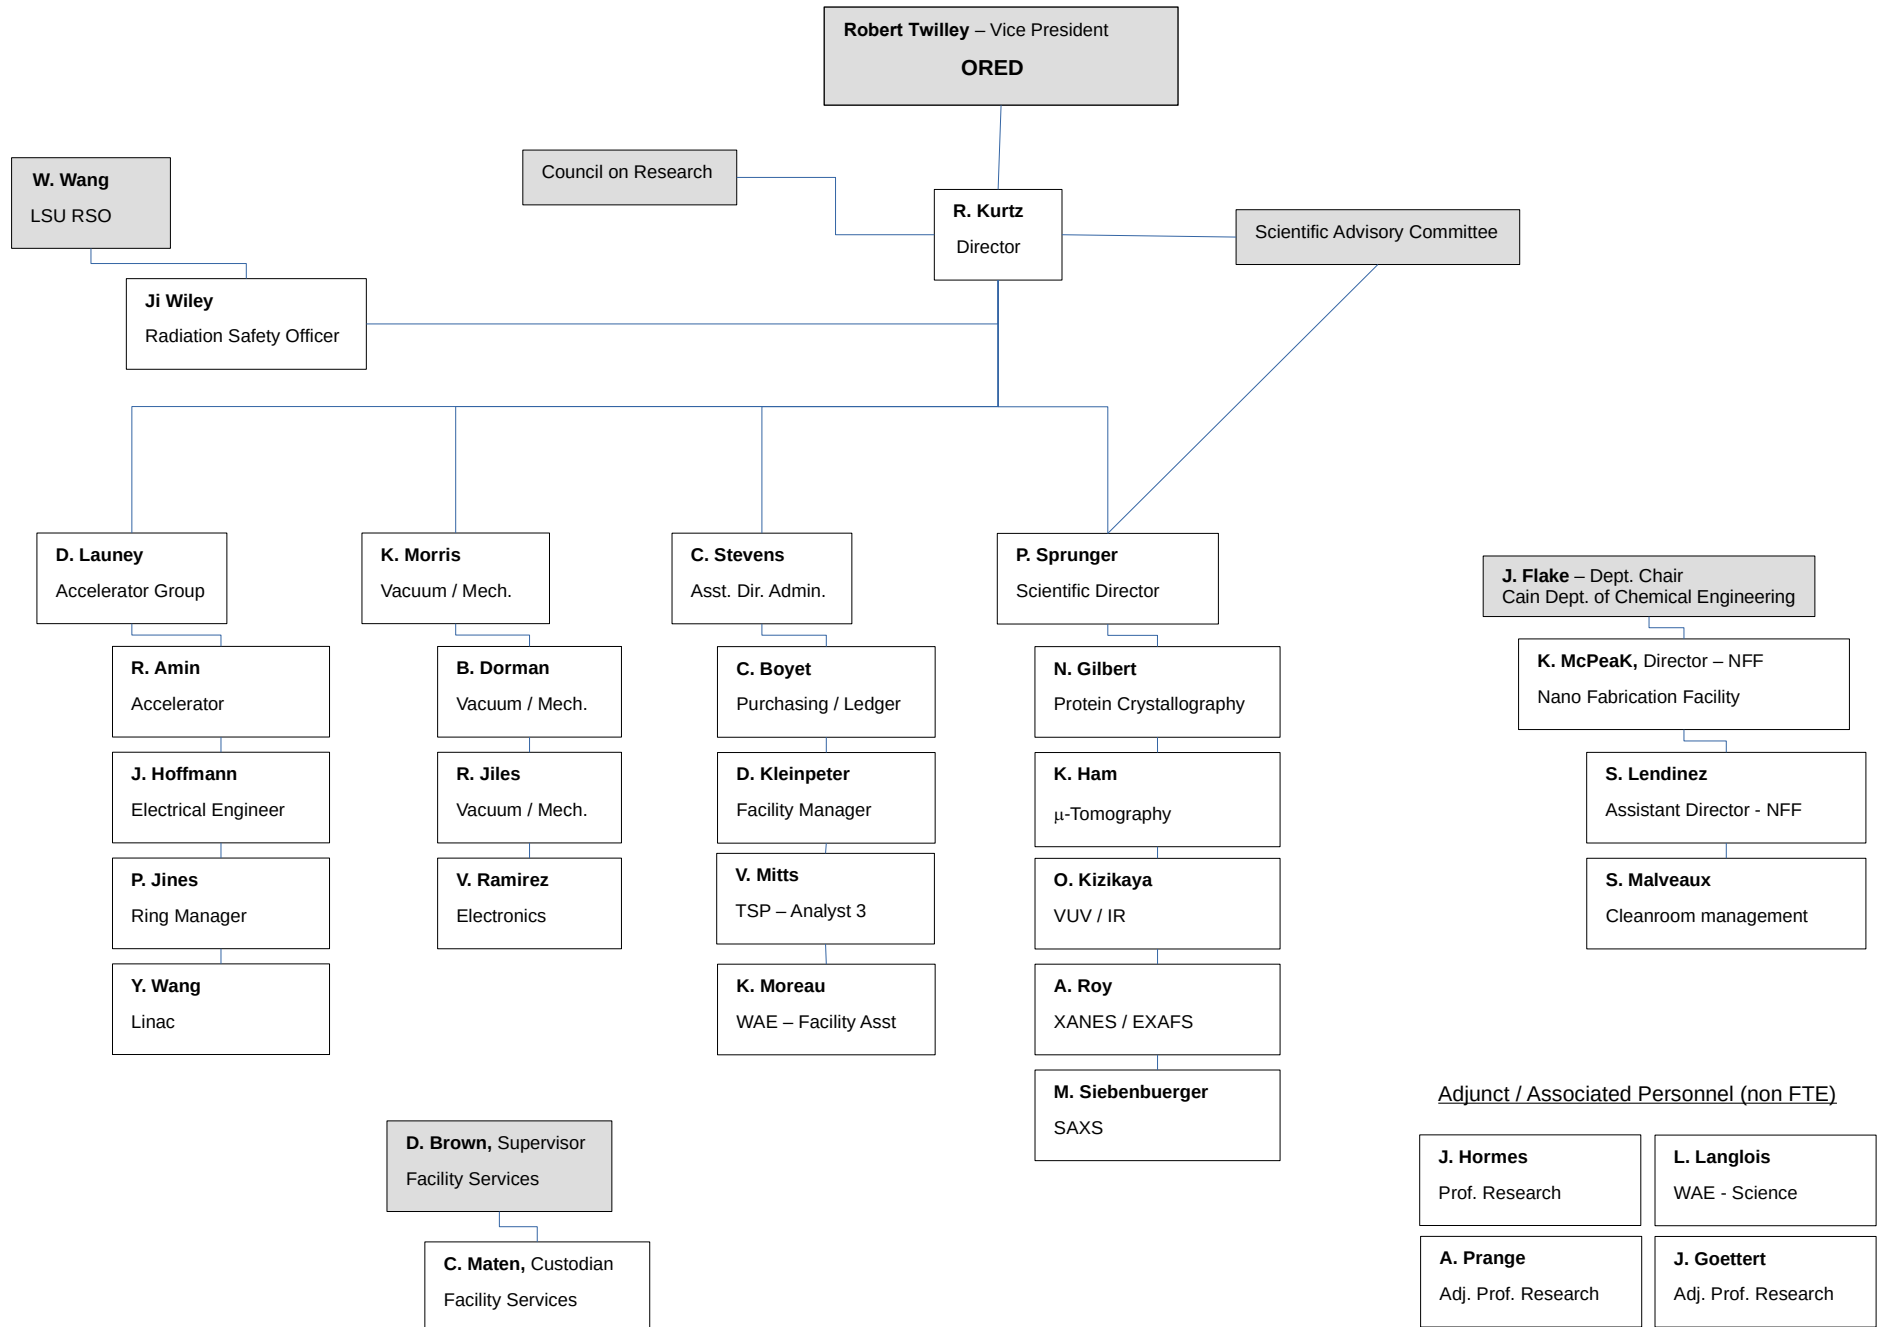 Robert Twilley – Vice President
ORED
Council on Research
W. Wang
LSU RSO
R. Kurtz
Director
Scientific Advisory Committee
Ji Wiley
Radiation Safety Officer
D. Launey
Accelerator Group
R. Amin
Accelerator
J. Hoffmann
Electrical Engineer
P. Jines
Ring Manager
Y. Wang
Linac
K. Morris
Vacuum / Mech.
B. Dorman
Vacuum / Mech.
R. Jiles
Vacuum / Mech.
V. Ramirez
Electronics
C. Stevens
Asst. Dir. Admin.
C. Boyet
Purchasing / Ledger
D. Kleinpeter
Facility Manager
V. Mitts
TSP – Analyst 3
K. Moreau
WAE – Facility Asst
P. Sprunger
Scientific Director
N. Gilbert
Protein Crystallography
K. Ham
μ-Tomography
O. Kizikaya
VUV / IR
A. Roy
XANES / EXAFS
M. Siebenbuerger
SAXS
J. Flake – Dept. Chair
Cain Dept. of Chemical Engineering
K. McPeaK, Director – NFF
Nano Fabrication Facility
S. Lendinez
Assistant Director - NFF
S. Malveaux
Cleanroom management
D. Brown, Supervisor
Facility Services
C. Maten, Custodian
Facility Services
Adjunct / Associated Personnel (non FTE)
J. Hormes
Prof. Research
L. Langlois
WAE - Science
A. Prange
Adj. Prof. Research
J. Goettert
Adj. Prof. Research